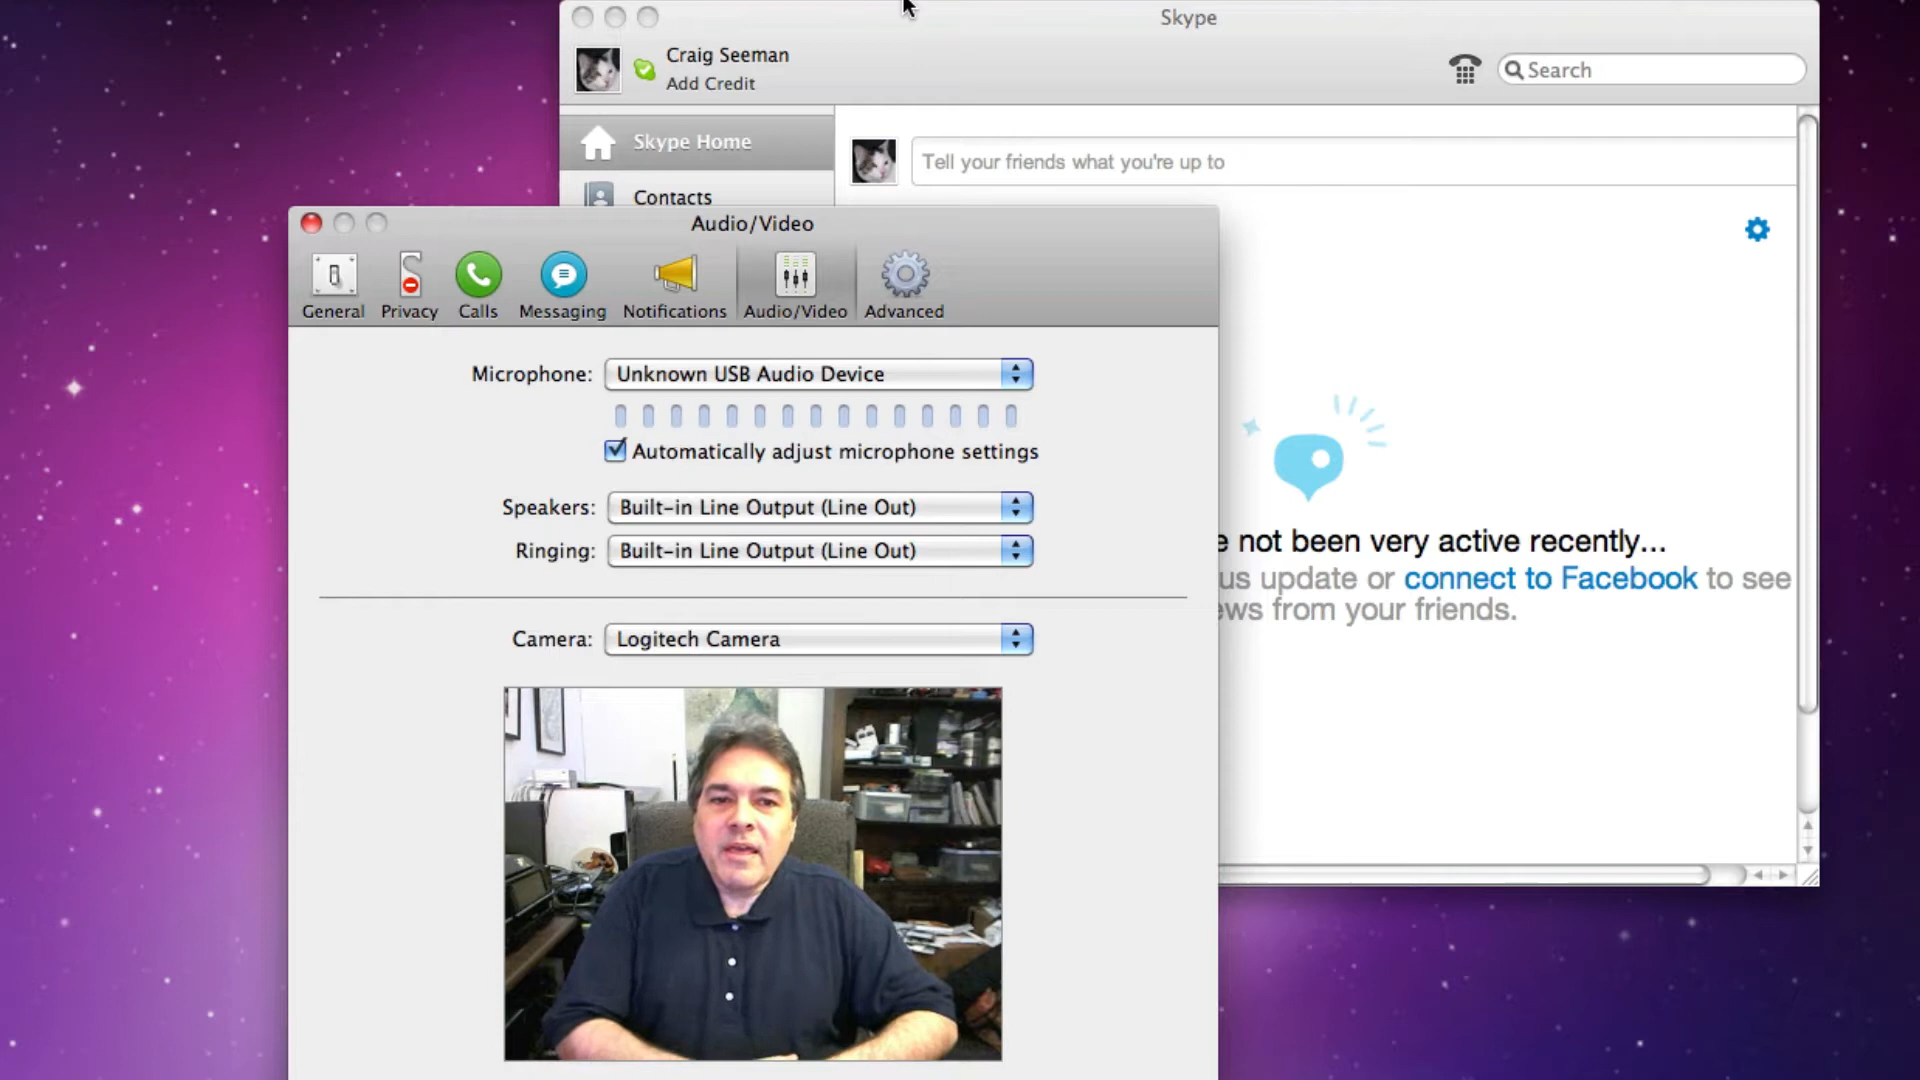 Skype
Craig Seeman
Add Credit
Search
Skype Home
Tell your friends what you're up to
Contacts
Audio/Video
General
Privacy
Calls
Messaging
Notifications
Audio/Video
Advanced
Microphone:
Unknown USB Audio Device
Automatically adjust microphone settings
Speakers:
Built-in Line Output (Line Out)
Ringing:
Built-in Line Output (Line Out)
not been very active recently...
us update or connect to Facebook to see
ews from your friends.
Camera:
Logitech Camera